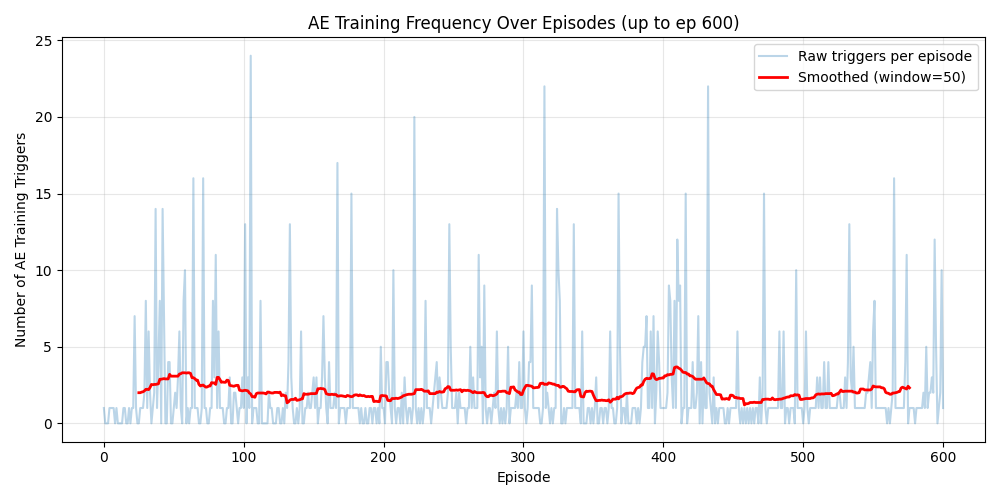 AE Training Frequency Over Episodes (up to ep 600)
Raw triggers per episode
Smoothed (window=50)
Number of AE Training Triggers
25
20
15
10
5
0
0 100 200 300 400 500 600
Episode